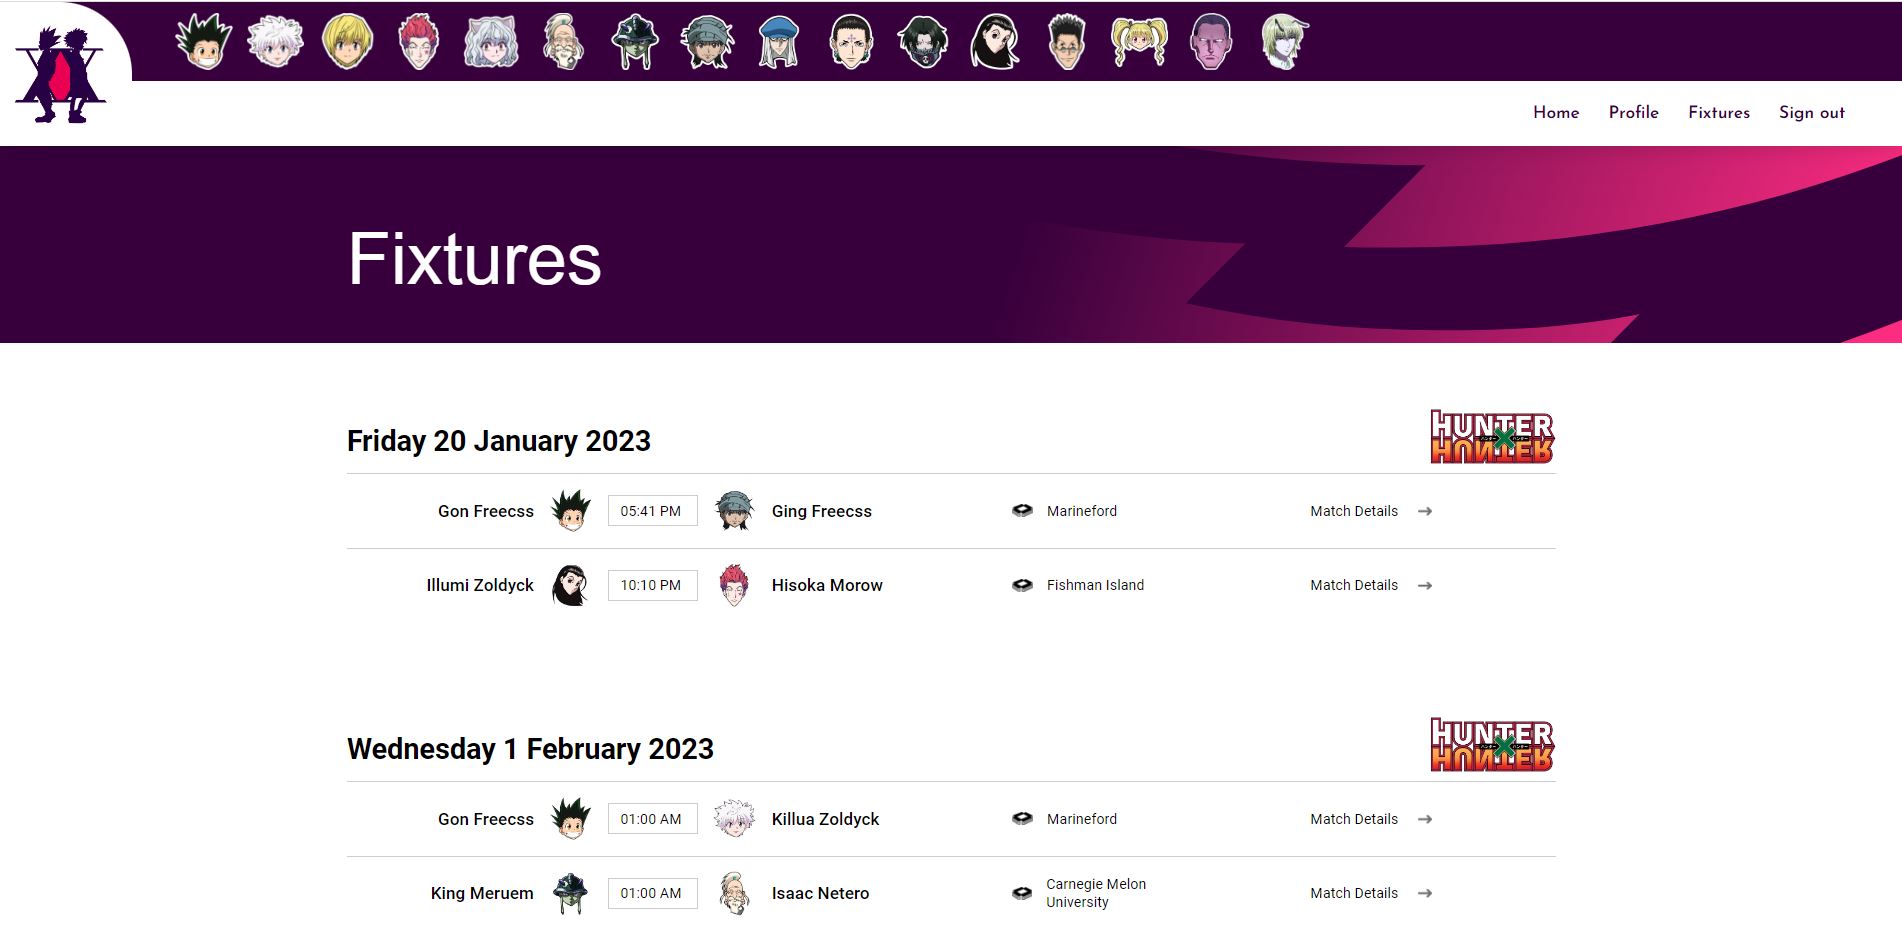 Home Profile Fixtures Sign out
Fixtures
Friday 20 January 2023
HUNTER
HUNTER
Gon Freecss 05:41 PM Ging Freecss Marineford Match Details →
Illumi Zoldyck 10:10 PM Hisoka Morow Fishman Island Match Details →
Wednesday 1 February 2023
HUNTER
HUNTER
Gon Freecss 01:00 AM Killua Zoldyck Marineford Match Details →
King Meruem 01:00 AM Isaac Netero Carnegie Melon University Match Details →